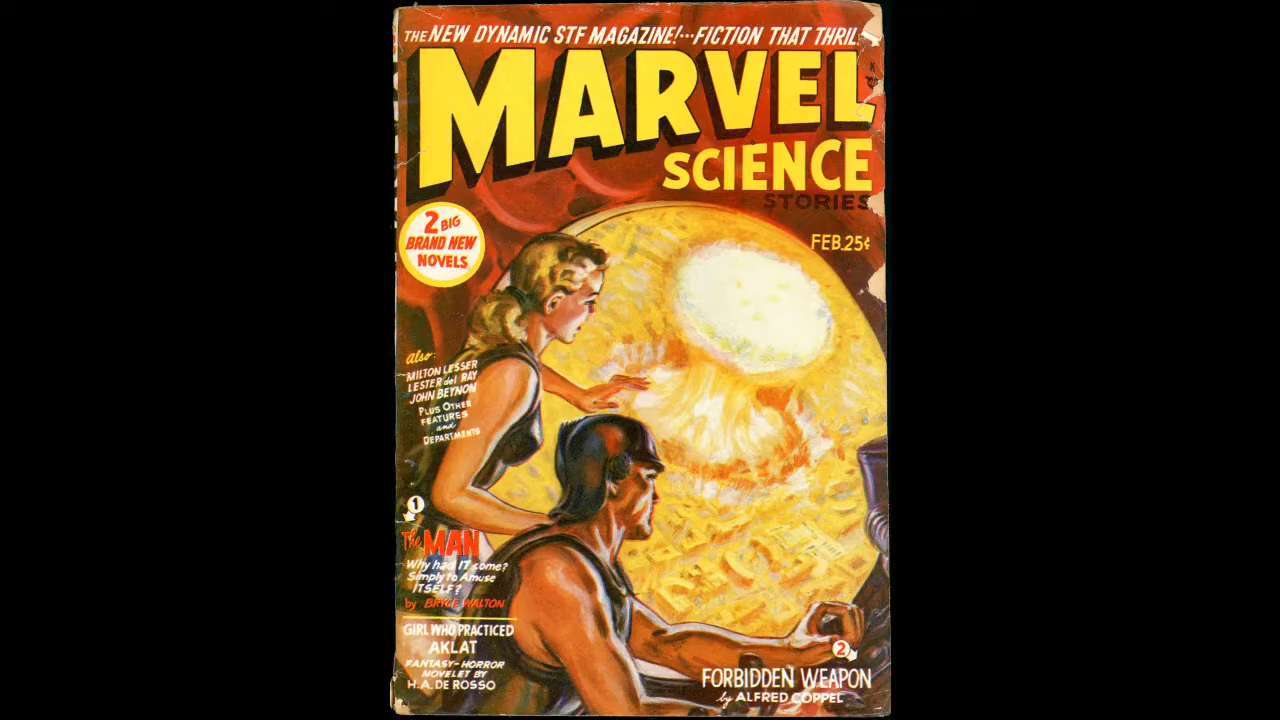 THE NEW DYNAMIC STF MAGAZINE!...FICTION THAT THRIL
MARVEL
SCIENCE
STORIES
FEB. 25¢
2 BIG
BRAND NEW
NOVELS
Also:
MILTON LESSER
LESTER del RAY
JOHN BEYNON
PLUS OTHER
FEATURES
and
DEPARTMENTS
1
The MAN
Why had IT come?
Simply to Amuse
ITSELF?
by BRYCE WALTON
GIRL WHO PRACTICED
AKLAT
FANTASY-HORROR
NOVELET BY
H.A. DE ROSSO
2
FORBIDDEN WEAPON
by ALFRED COPPEL